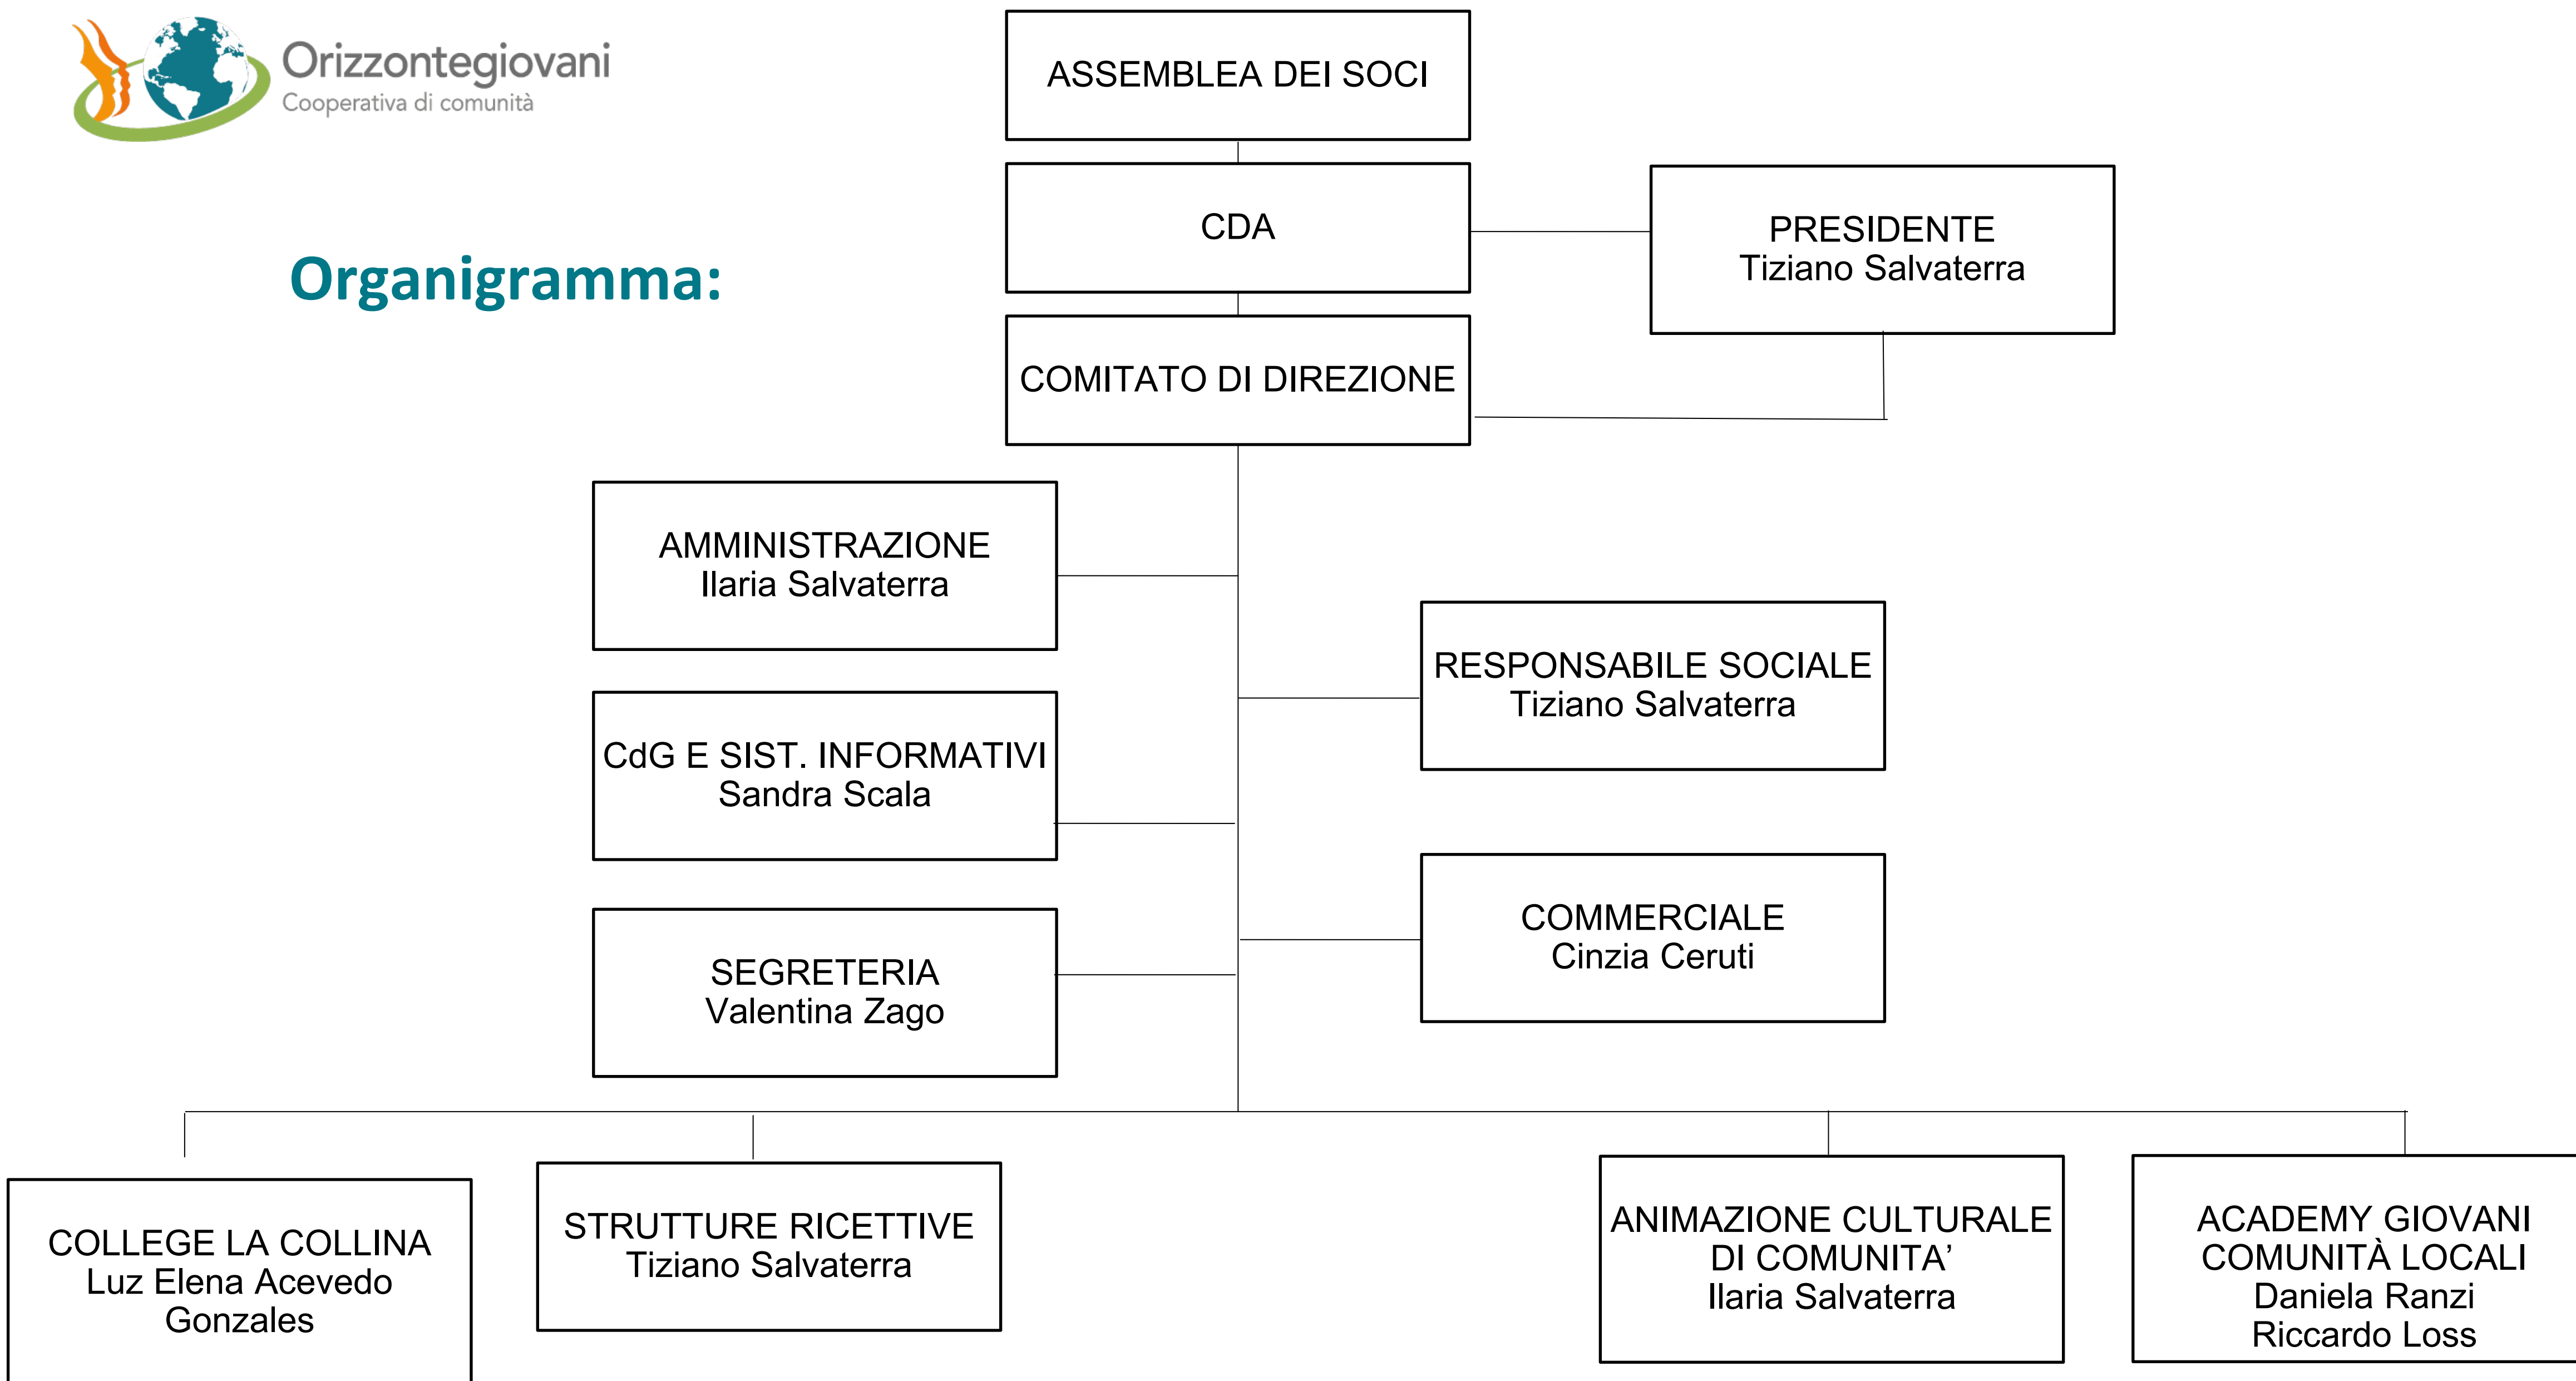 Orizzontegiovani
Cooperativa di comunità
Organigramma:
ASSEMBLEA DEI SOCI
CDA
PRESIDENTE
Tiziano Salvaterra
COMITATO DI DIREZIONE
AMMINISTRAZIONE
Ilaria Salvaterra
RESPONSABILE SOCIALE
Tiziano Salvaterra
CdG E SIST. INFORMATIVI
Sandra Scala
COMMERCIALE
Cinzia Ceruti
SEGRETERIA
Valentina Zago
COLLEGE LA COLLINA
Luz Elena Acevedo
Gonzales
STRUTTURE RICETTIVE
Tiziano Salvaterra
ANIMAZIONE CULTURALE
DI COMUNITA’
Ilaria Salvaterra
ACADEMY GIOVANI
COMUNITÀ LOCALI
Daniela Ranzi
Riccardo Loss